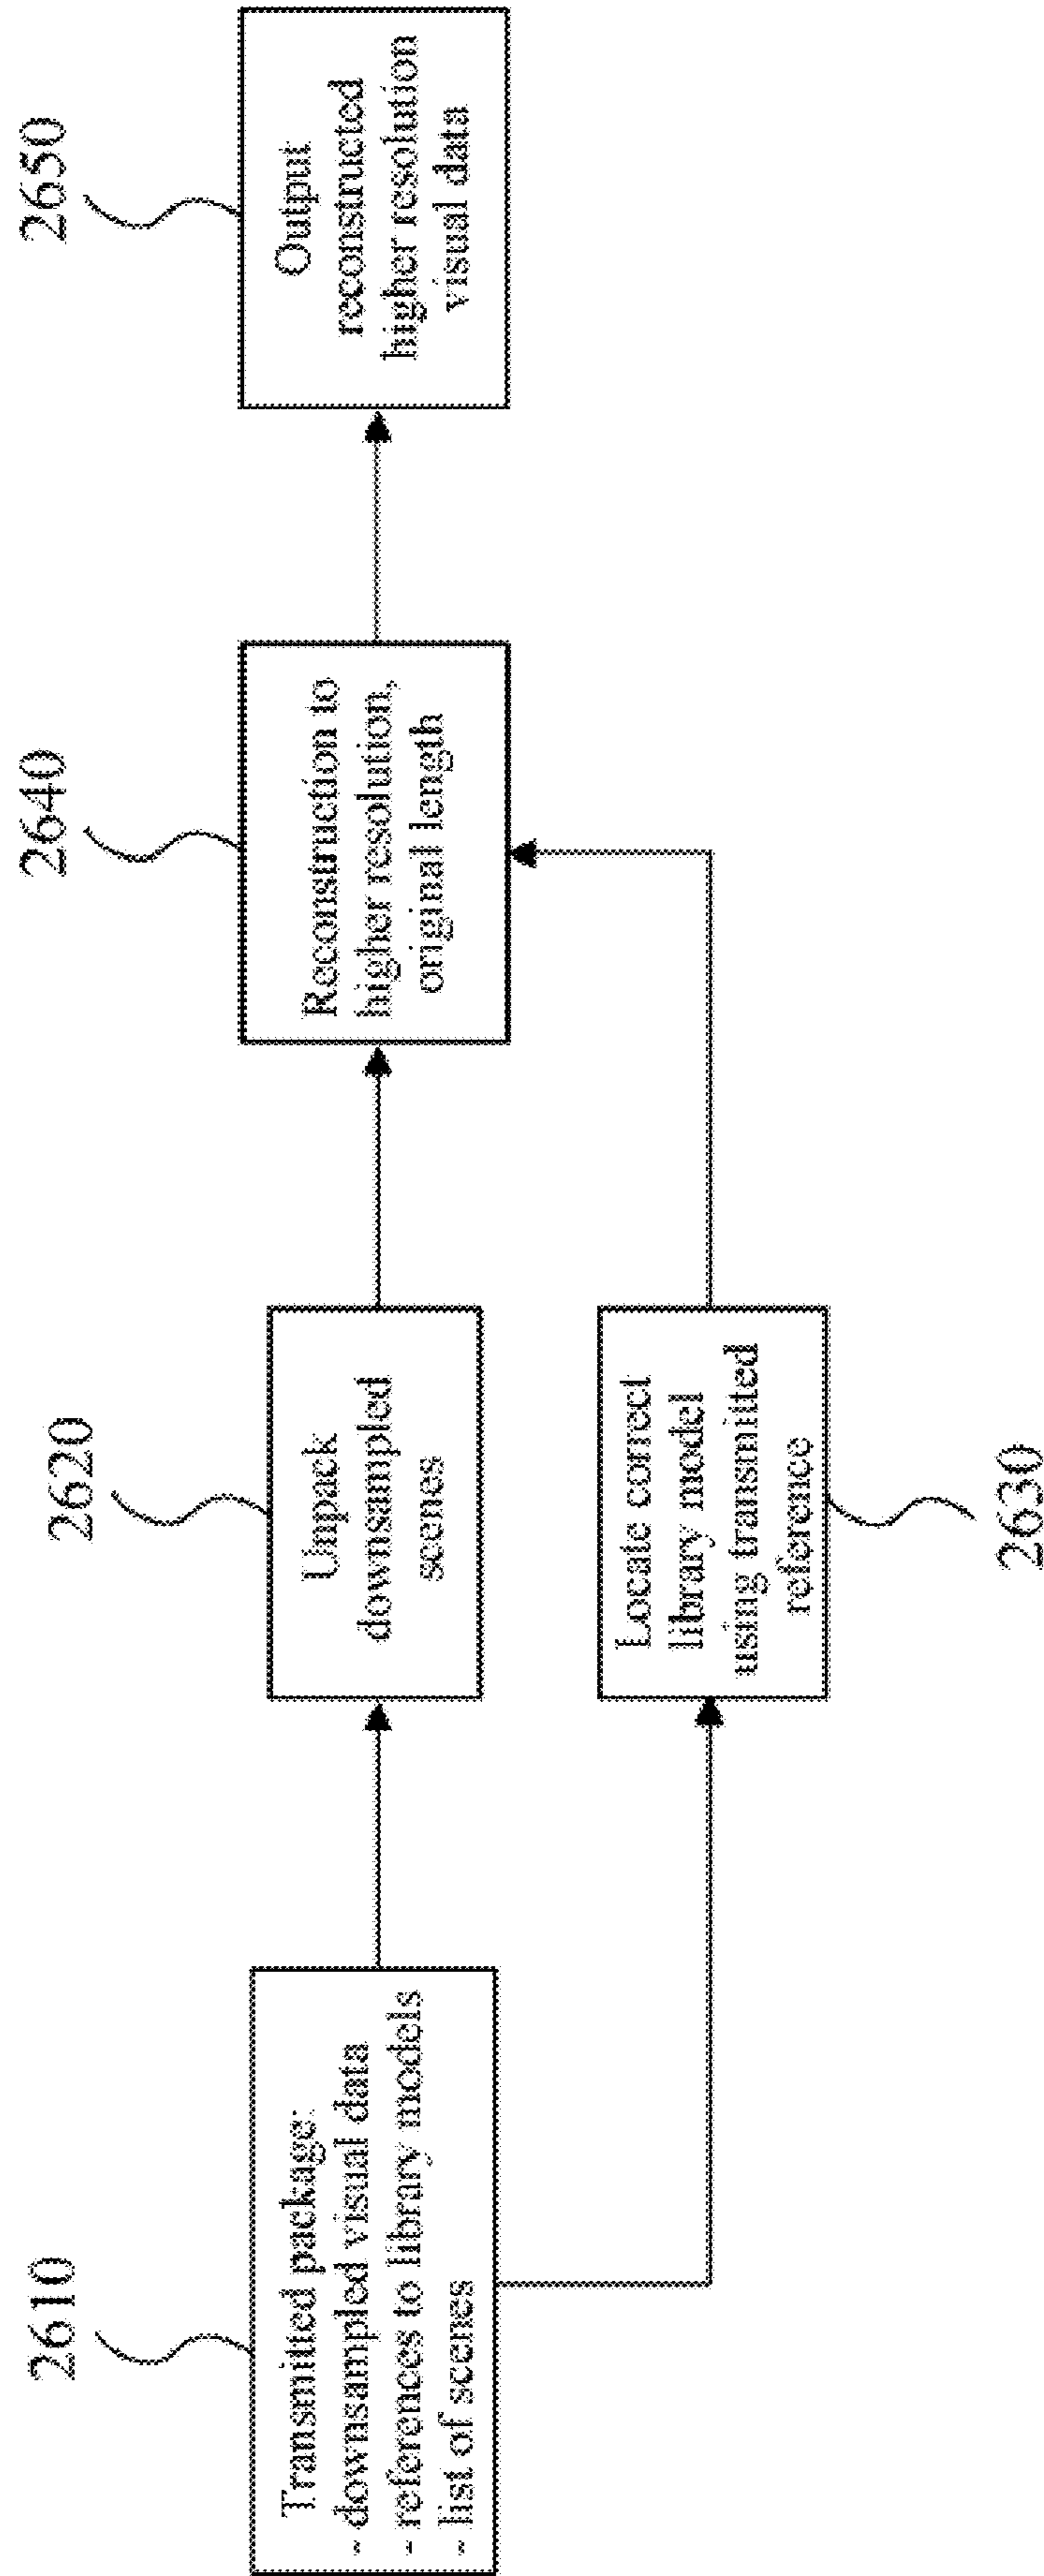 2610
Transmitted package:
- downsampled visual data
- references to library models
- list of scenes
2620
Unpack
downsampled
scenes
Locate correct
library model
using transmitted
reference
2630
2640
Reconstruction to
higher resolution,
original length
2650
Output
reconstructed
higher resolution
visual data